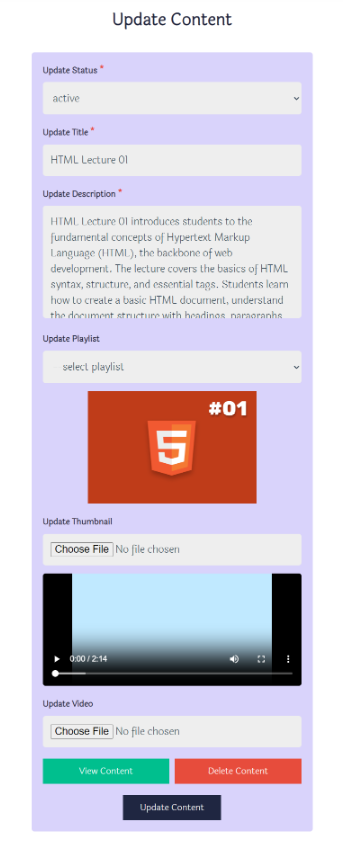 Update Content
Update Status *
active
Update Title *
HTML Lecture 01
Update Description *
HTML Lecture 01 introduces students to the
fundamental concepts of Hypertext Markup
Language (HTML), the backbone of web
development. The lecture covers the basics of HTML
syntax, structure, and essential tags. Students learn
how to create a basic HTML document, understand
the document structure with headings, paragraphs,
Update Playlist
select playlist
#01
5
Update Thumbnail
Choose File No file chosen
0:00 / 2:14
Update Video
Choose File No file chosen
View Content Delete Content
Update Content